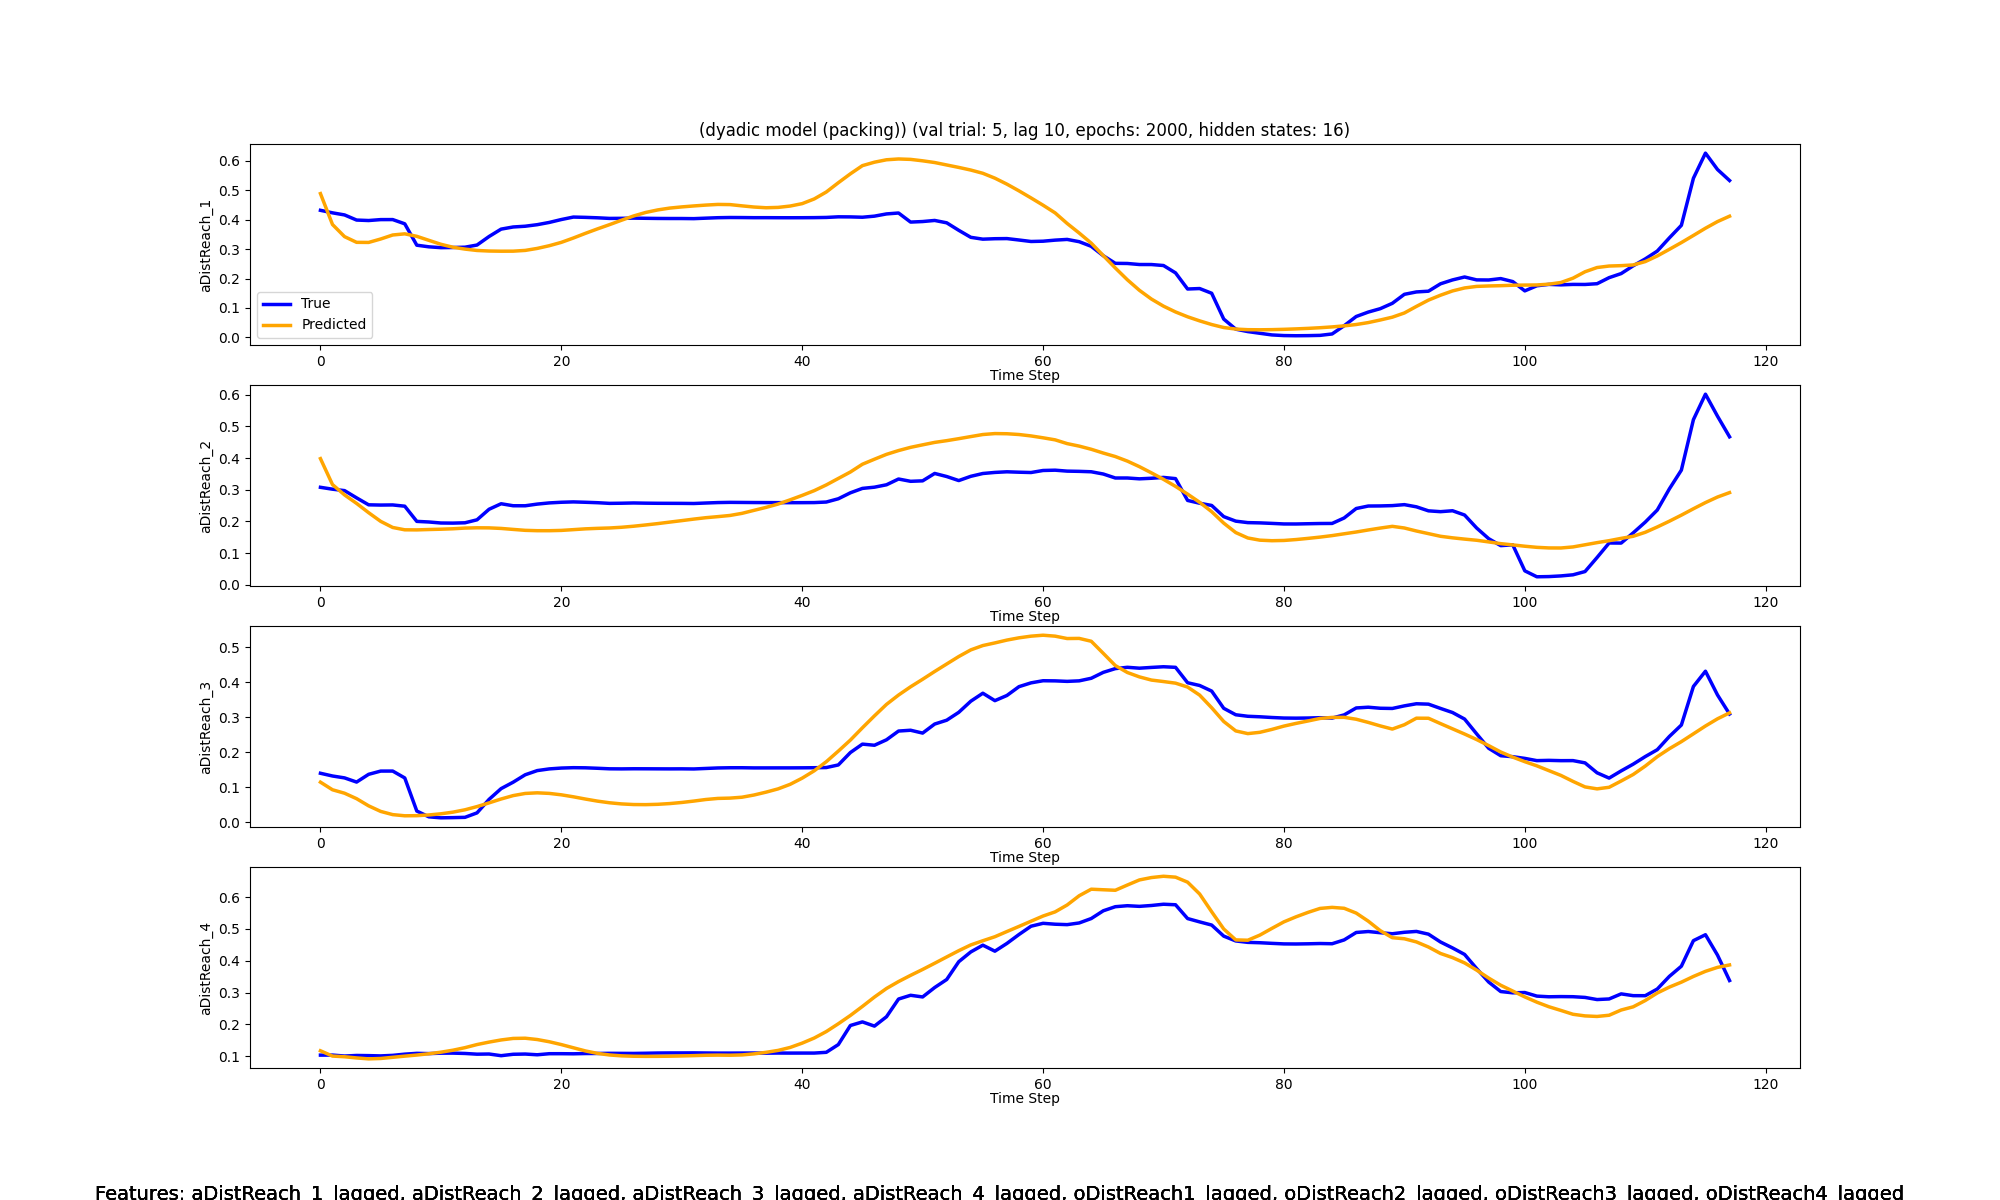 (dyadic model (packing)) (val trial: 5, lag 10, epochs: 2000, hidden states: 16)
0.6
0.5
0.4
0.3
0.2
0.1
0.0
aDistReach_1
True
Predicted
0 20 40 60 80 100 120
Time Step
0.6
0.5
0.4
0.3
0.2
0.1
0.0
aDistReach_2
0 20 40 60 80 100 120
Time Step
0.5
0.4
0.3
0.2
0.1
0.0
aDistReach_3
0 20 40 60 80 100 120
Time Step
0.6
0.5
0.4
0.3
0.2
0.1
aDistReach_4
0 20 40 60 80 100 120
Time Step
Features: aDistReach_1_lagged, aDistReach_2_lagged, aDistReach_3_lagged, aDistReach_4_lagged, oDistReach1_lagged, oDistReach2_lagged, oDistReach3_lagged, oDistReach4_lagged